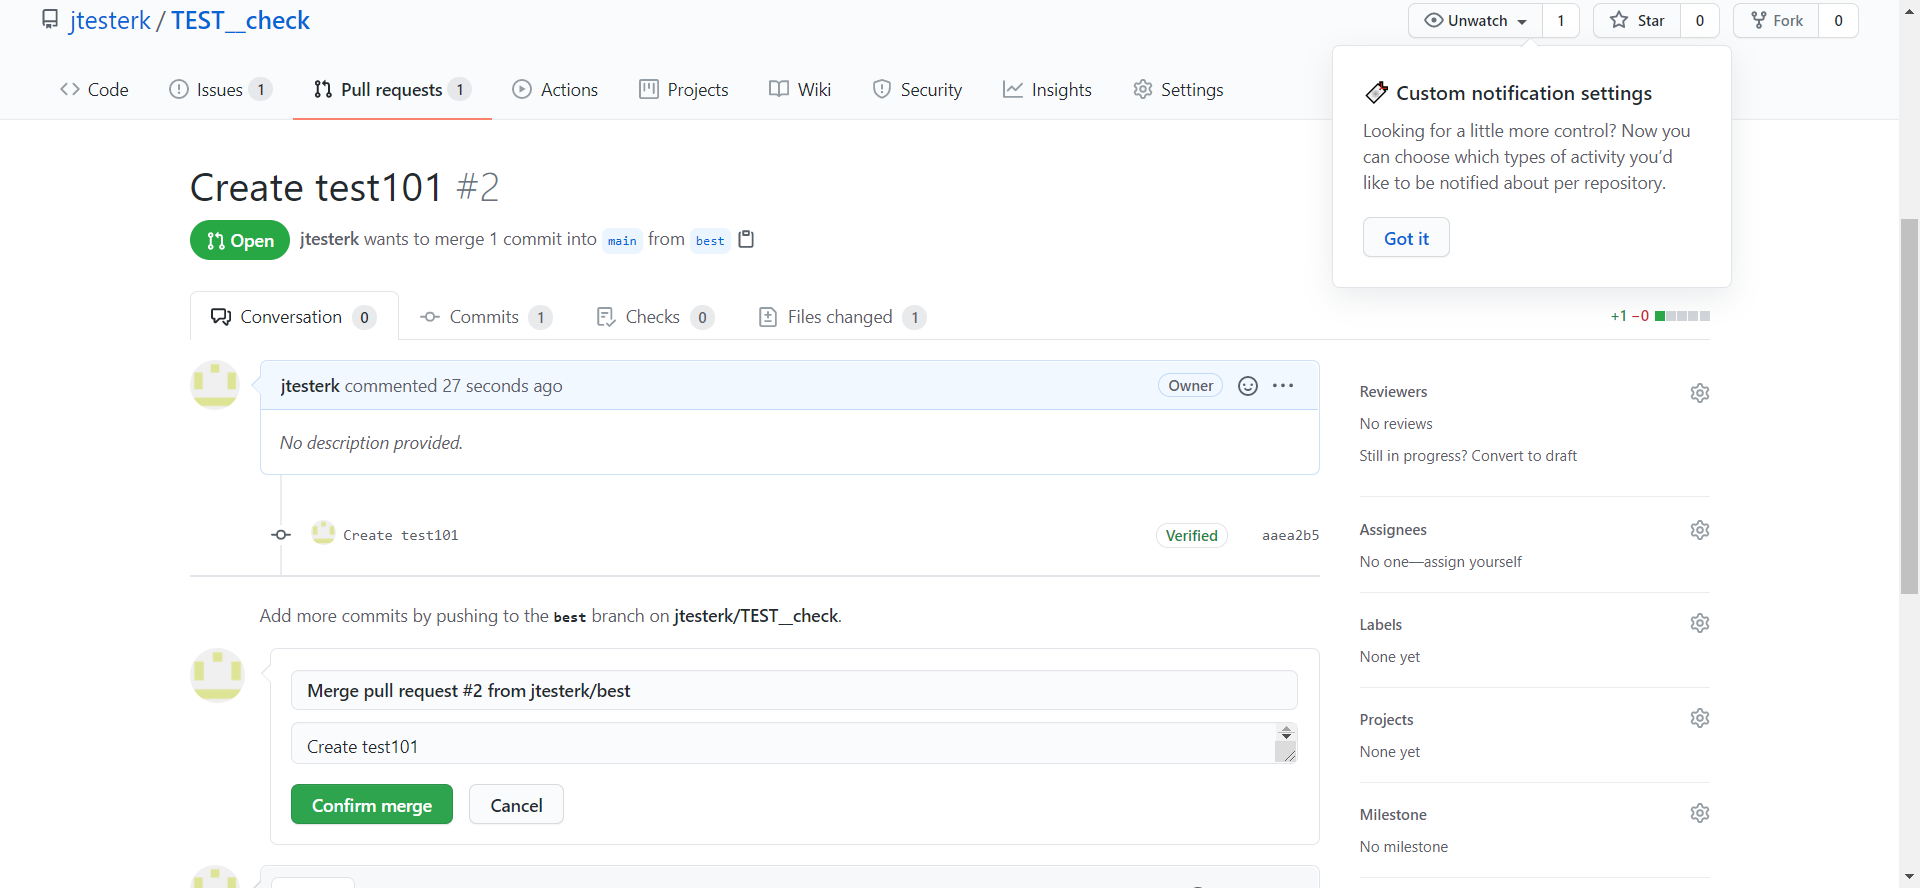 jtesterk / TEST__check
Unwatch 1 Star 0 Fork 0
Code Issues 1 Pull requests 1 Actions Projects Wiki Security Insights Settings
Custom notification settings
Looking for a little more control? Now you
can choose which types of activity you’d
like to be notified about per repository.
Got it
Create test101 #2
Open jtesterk wants to merge 1 commit into main from best
Conversation 0 Commits 1 Checks 0 Files changed 1
+1 −0
jtesterk commented 27 seconds ago Owner
No description provided.
Create test101 Verified aaea2b5
Add more commits by pushing to the best branch on jtesterk/TEST__check.
Merge pull request #2 from jtesterk/best
Create test101
Confirm merge Cancel
Reviewers
No reviews
Still in progress? Convert to draft
Assignees
No one—assign yourself
Labels
None yet
Projects
None yet
Milestone
No milestone